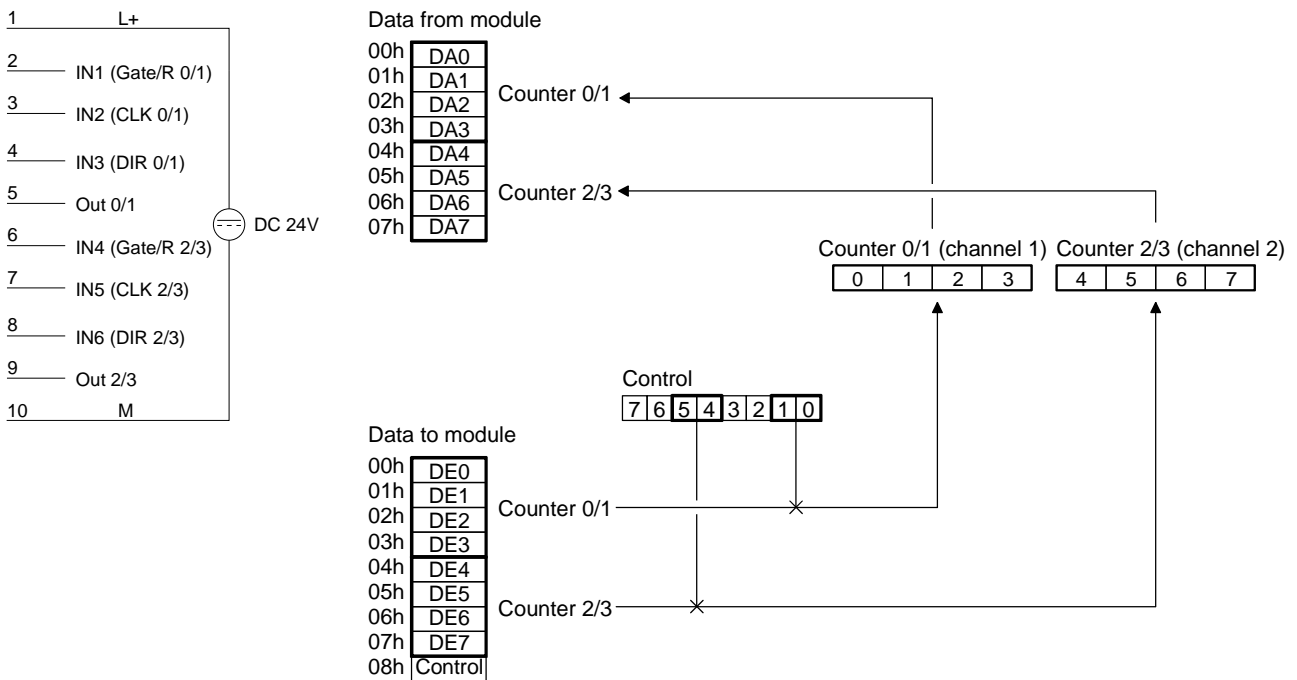 1 L+
2 IN1 (Gate/R 0/1)
3 IN2 (CLK 0/1)
4 IN3 (DIR 0/1)
5 Out 0/1
6 IN4 (Gate/R 2/3)
7 IN5 (CLK 2/3)
8 IN6 (DIR 2/3)
9 Out 2/3
10 M
DC 24V
Data from module
00h DA0
01h DA1
02h DA2
03h DA3
04h DA4
05h DA5
06h DA6
07h DA7
Counter 0/1
Counter 2/3
Counter 0/1 (channel 1)
0 1 2 3
Counter 2/3 (channel 2)
4 5 6 7
Control
7 6 5 4 3 2 1 0
Data to module
00h DE0
01h DE1
02h DE2
03h DE3
04h DE4
05h DE5
06h DE6
07h DE7
08h Control
Counter 0/1
Counter 2/3